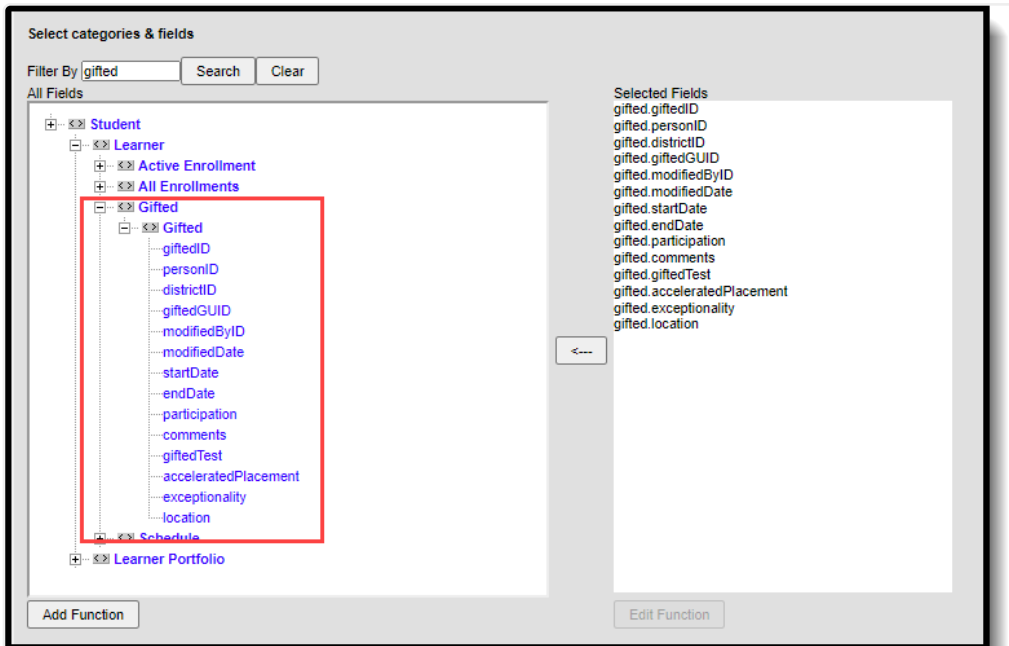 Select categories & fields
Filter By gifted Search Clear
All Fields
Student
Learner
Active Enrollment
All Enrollments
Gifted
Gifted
giftedID
personID
districtID
giftedGUID
modifiedByID
modifiedDate
startDate
endDate
participation
comments
giftedTest
acceleratedPlacement
exceptionality
location
Schedule
Learner Portfolio
Add Function
<---
Selected Fields
gifted.giftedID
gifted.personID
gifted.districtID
gifted.giftedGUID
gifted.modifiedByID
gifted.modifiedDate
gifted.startDate
gifted.endDate
gifted.participation
gifted.comments
gifted.giftedTest
gifted.acceleratedPlacement
gifted.exceptionality
gifted.location
Edit Function